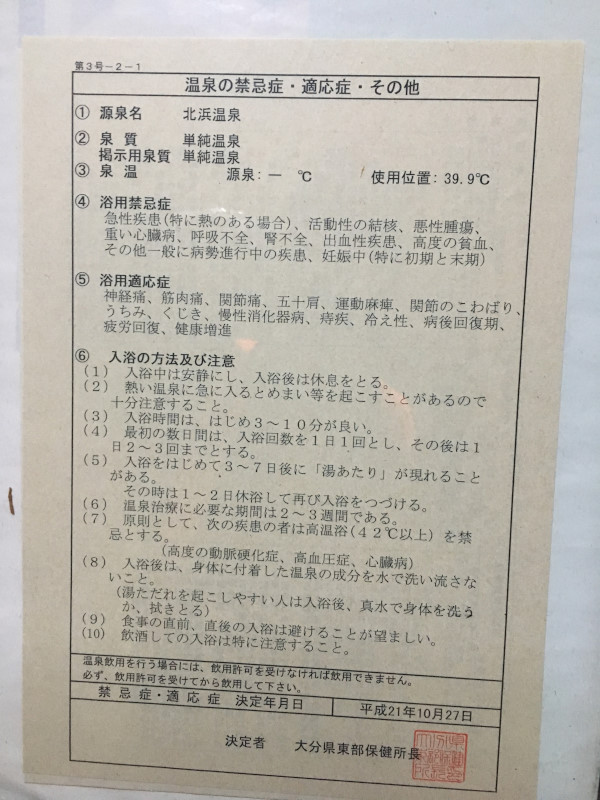 第3号-2-1
温泉の禁忌症・適応症・その他
① 源泉名 北浜温泉
② 泉質 単純温泉
掲示用泉質 単純温泉
③ 泉温 源泉:ー ℃ 使用位置:39.9℃
④ 浴用禁忌症
急性疾患(特に熱のある場合)、活動性の結核、悪性腫瘍、
重い心臓病、呼吸不全、腎不全、出血性疾患、高度の貧血、
その他一般に病勢進行中の疾患、妊娠中(特に初期と末期)
⑤ 浴用適応症
神経痛、筋肉痛、関節痛、五十肩、運動麻痺、関節のこわばり、
うちみ、くじき、慢性消化器病、痔疾、冷え性、病後回復期、
疲労回復、健康増進
⑥ 入浴の方法及び注意
(1) 入浴中は安静にし、入浴後は休息をとる。
(2) 熱い温泉に急に入るとめまい等を起こすことがあるので
十分注意すること。
(3) 入浴時間は、はじめ3~10分が良い。
(4) 最初の数日間は、入浴回数を1日1回とし、その後は1
日2~3回までとする。
(5) 入浴をはじめて3~7日後に「湯あたり」が現れること
がある。
その時は1~2日休浴して再び入浴をつづける。
(6) 温泉治療に必要な期間は2~3週間である。
(7) 原則として、次の疾患の者は高温浴(42℃以上)を禁
忌とする。
(高度の動脈硬化症、高血圧症、心臓病)
(8) 入浴後は、身体に付着した温泉の成分を水で洗い流さな
いこと。
(湯ただれを起こしやすい人は入浴後、真水で身体を洗う
か、拭きとる)
(9) 食事の直前、直後の入浴は避けることが望ましい。
(10) 飲酒しての入浴は特に注意すること。
温泉飲用を行う場合には、飲用許可を受けなければ飲用できません。
必ず、飲用許可を受けてから飲用して下さい。
禁忌症・適応症 決定年月日 平成21年10月27日
決定者 大分県東部保健所長